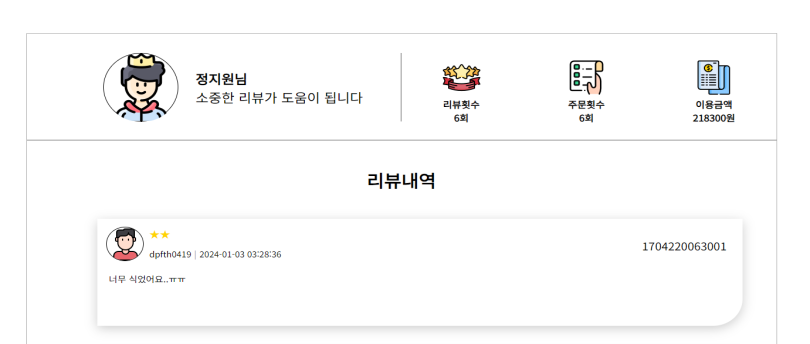 정지원님
소중한 리뷰가 도움이 됩니다
리뷰횟수
6회
주문횟수
6회
이용금액
218300원
리뷰내역
dpfth0419 | 2024-01-03 03:28:36
1704220063001
너무 식었어요..ㅠㅠ